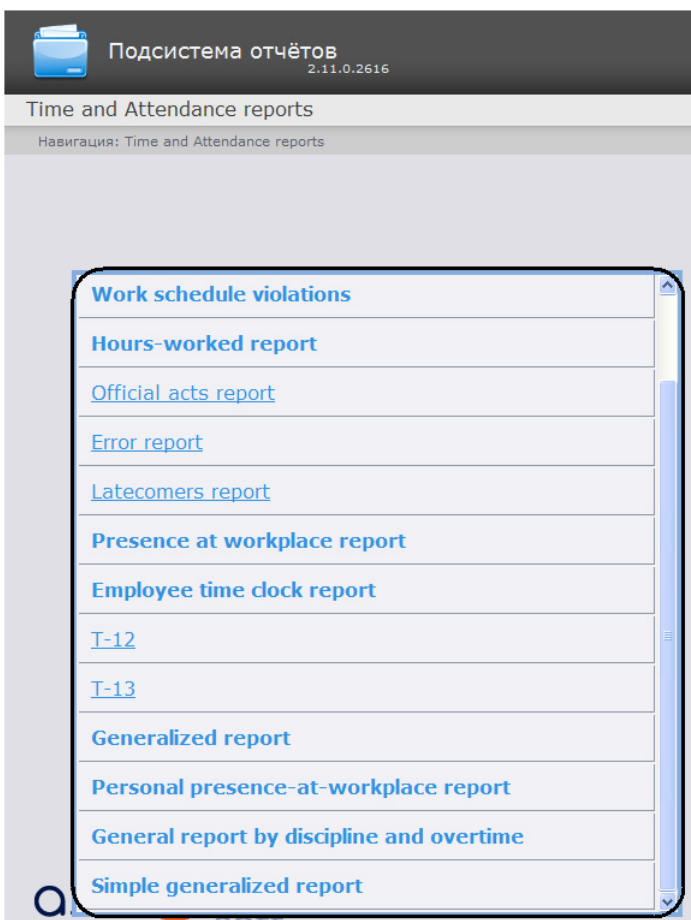 Подсистема отчётов
2.11.0.2616
Time and Attendance reports
Навигация: Time and Attendance reports
Work schedule violations
Hours-worked report
Official acts report
Error report
Latecomers report
Presence at workplace report
Employee time clock report
T-12
T-13
Generalized report
Personal presence-at-workplace report
General report by discipline and overtime
Simple generalized report